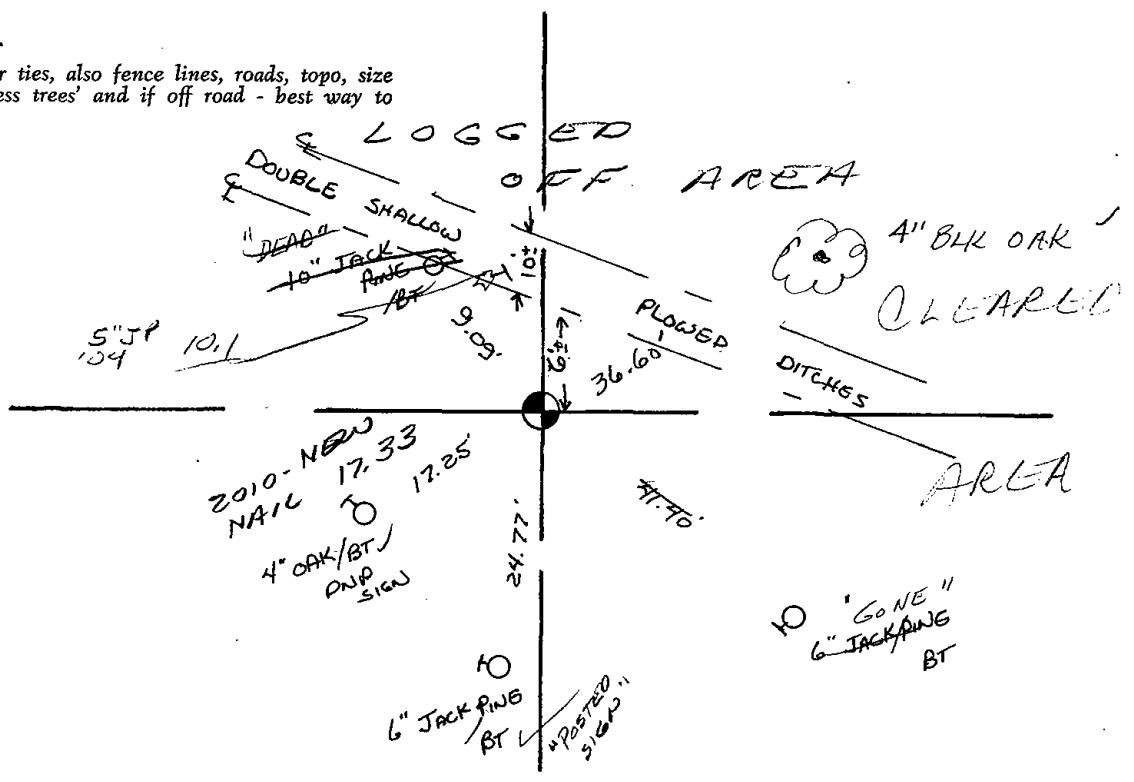 r ties, also fence lines, roads, topo, size
ess trees' and if off road - best way to
LOGGED
OFF AREA
℄
DOUBLE SHALLOW
℄
"DEAD"
10" JACK
PINE
/BT
10'±
4" BLK OAK ✓
CLEARED
5" JP
'04
10.1
9.09'
PLOWED
36.60'
DITCHES
2010 - NEW
NAIL 17.33
17.25'
AREA
41.40'
4" OAK/BT ✓
SIGN
24.77'
"GONE"
6" JACK PINE
BT
6" JACK PINE
/BT ✓
"POSTED
SIGN"